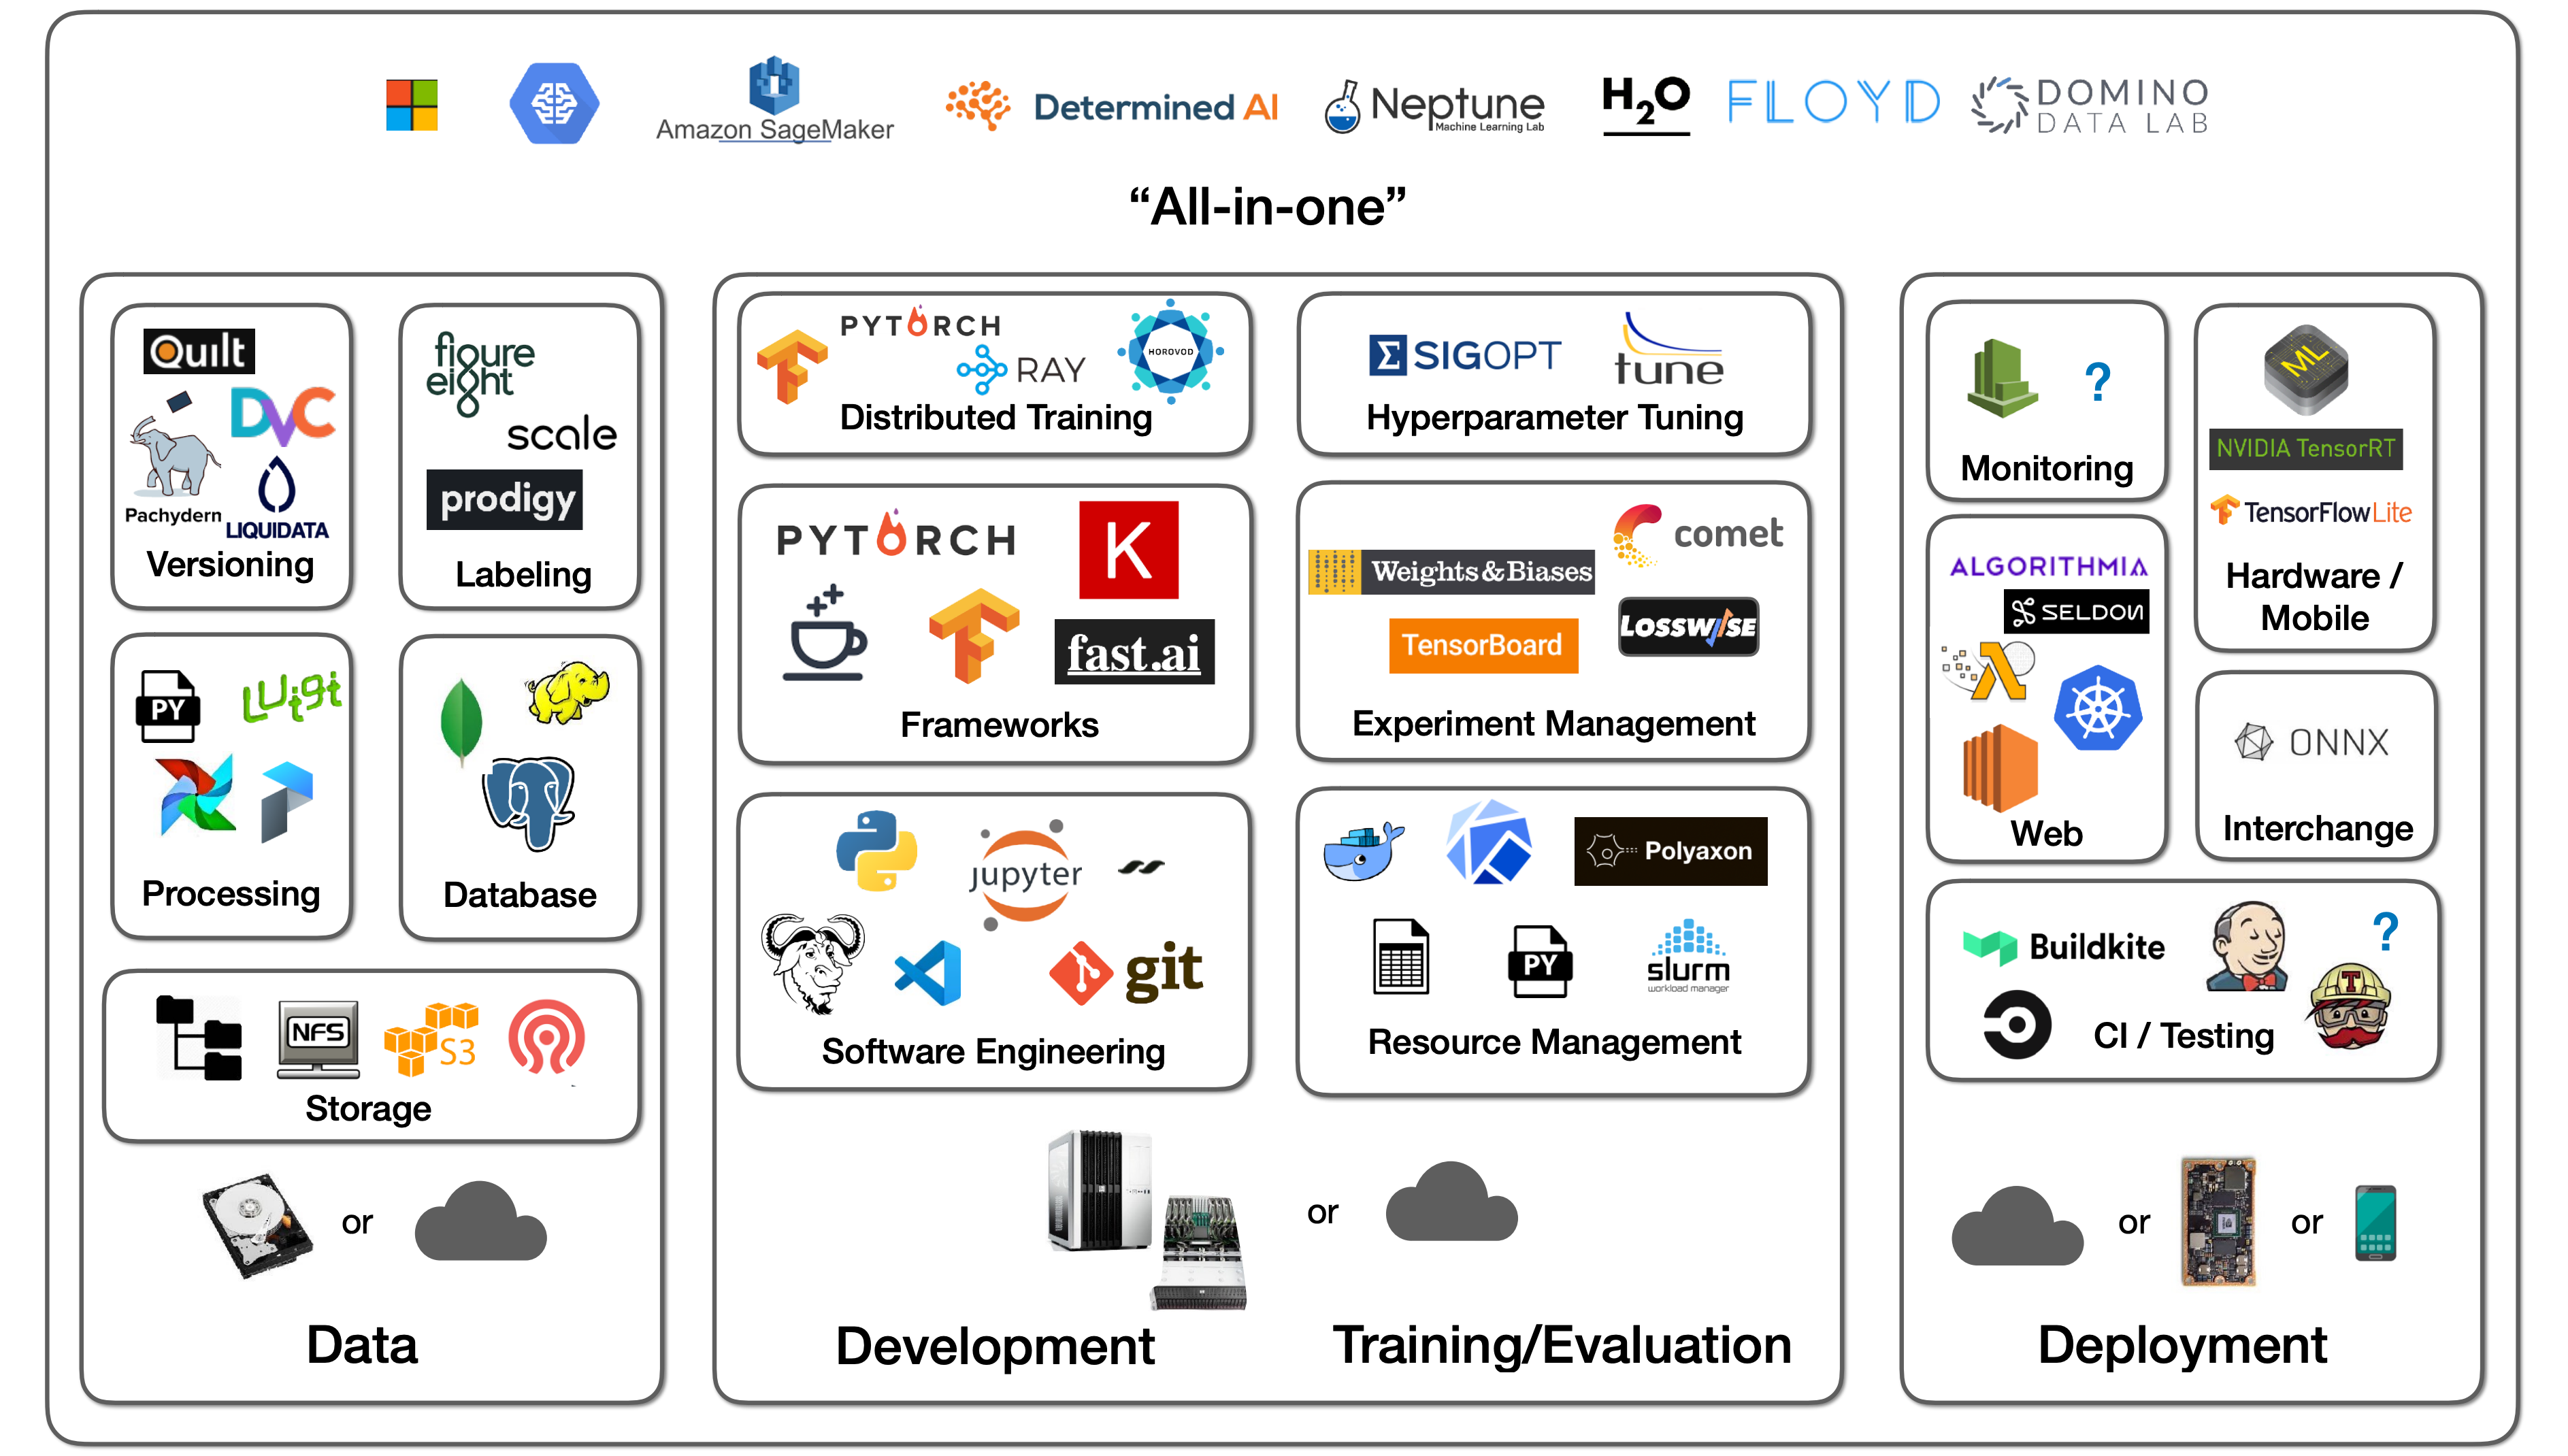 Amazon SageMaker
Determined AI
Neptune
Machine Learning Lab
H2O
FLOYD
DOMINO
DATA LAB
“All-in-one”
Quilt
DVC
Pachydern
LIQUIDATA
Versioning
figure
eight
scale
prodigy
Labeling
PY
Luigi
Processing
Database
NFS
S3
Storage
or
Data
PYTORCH
RAY
HOROVOD
Distributed Training
SIGOPT
tune
Hyperparameter Tuning
PYTORCH
K
++
fast.ai
Frameworks
comet
Weights & Biases
TensorBoard
LOSSWISE
Experiment Management
jupyter
git
Software Engineering
Polyaxon
PY
slurm
workload manager
Resource Management
or
Development
Training/Evaluation
?
Monitoring
ML
NVIDIA TensorRT
TensorFlow Lite
Hardware /
Mobile
ALGORITHMIA
SELDON
Web
ONNX
Interchange
Buildkite
?
T
CI / Testing
or
or
Deployment